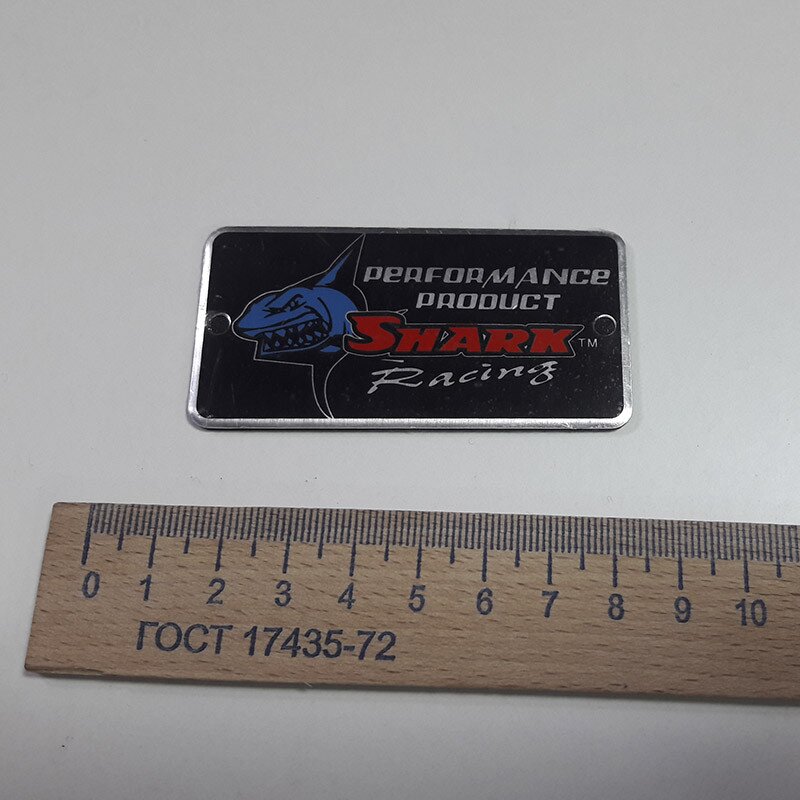 PERFORMANCE
PRODUCT
SHARK™
Racing
0 1 2 3 4 5 6 7 8 9 10
ГОСТ 17435-72